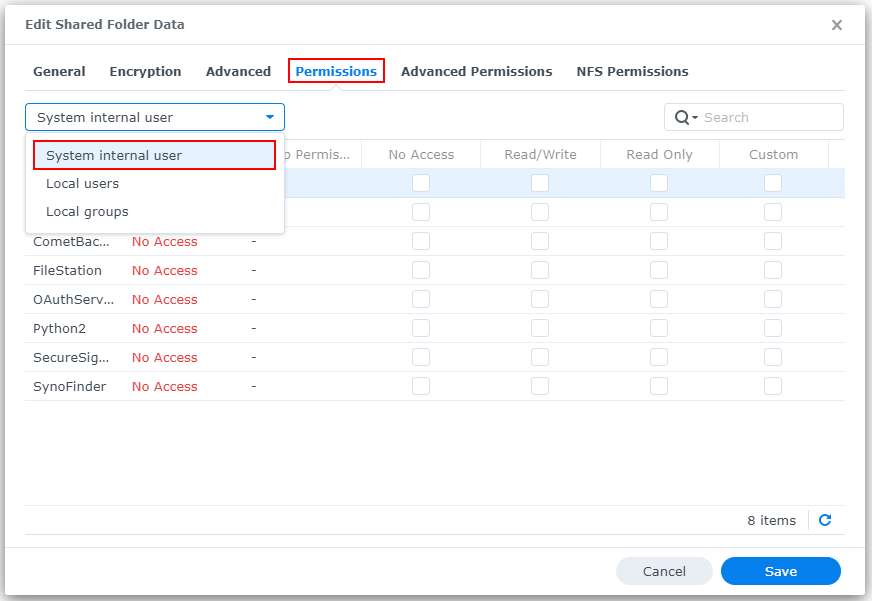 Edit Shared Folder Data
General Encryption Advanced Permissions Advanced Permissions NFS Permissions
System internal user Search
System internal user
Local users
Local groups
Permis... No Access Read/Write Read Only Custom
CometBac... No Access -
FileStation No Access -
OAuthServ... No Access -
Python2 No Access -
SecureSig... No Access -
SynoFinder No Access -
8 items
Cancel Save